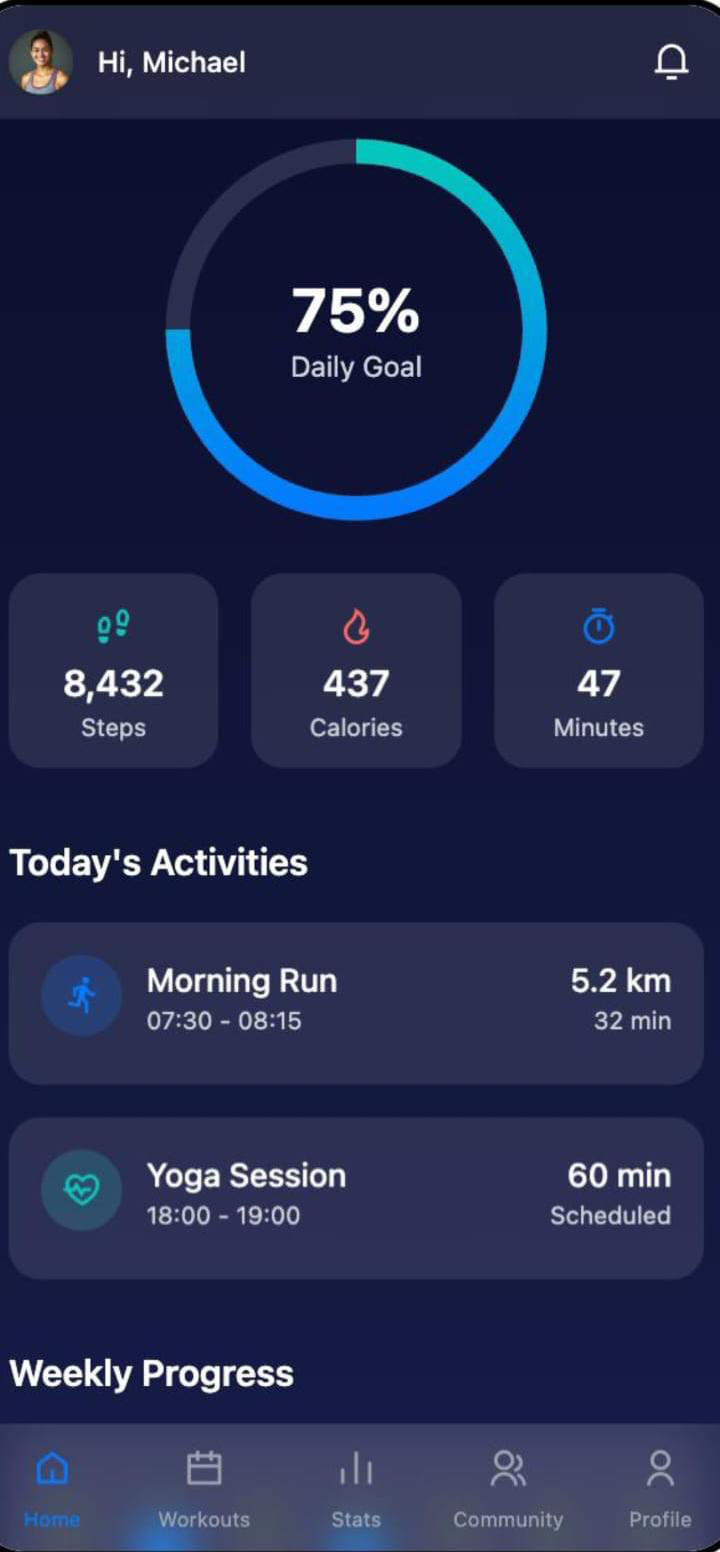 Hi, Michael
75%
Daily Goal
8,432
Steps
437
Calories
47
Minutes
Today's Activities
Morning Run
07:30 - 08:15
5.2 km
32 min
Yoga Session
18:00 - 19:00
60 min
Scheduled
Weekly Progress
Home
Workouts
Stats
Community
Profile